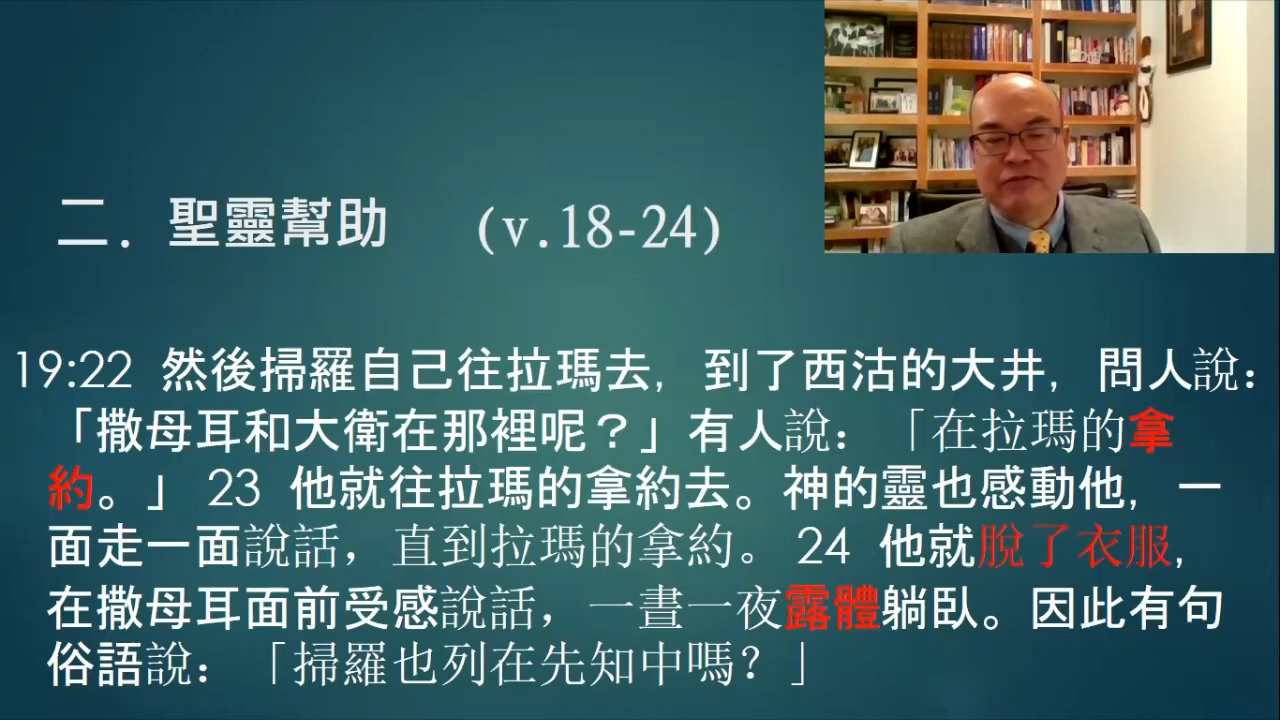 二．聖靈幫助 (v.18-24)
19:22 然後掃羅自己往拉瑪去，到了西沽的大井，問人說：
「撒母耳和大衛在那裡呢？」有人說：「在拉瑪的拿
約。」 23 他就往拉瑪的拿約去。神的靈也感動他，一
面走一面說話，直到拉瑪的拿約。 24 他就脫了衣服，
在撒母耳面前受感說話，一晝一夜露體躺臥。因此有句
俗語說：「掃羅也列在先知中嗎？」